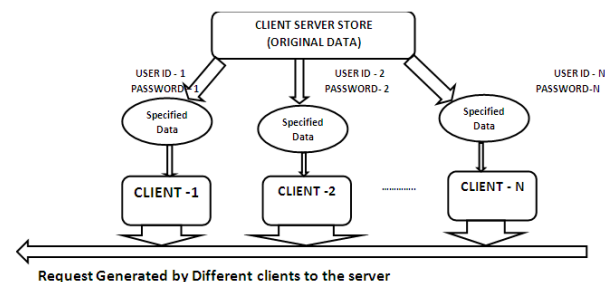 CLIENT SERVER STORE
(ORIGINAL DATA)
USER ID - 1
PASSWORD - 1
USER ID - 2
PASSWORD- 2
USER ID - N
PASSWORD-N
Specified
Data
Specified
Data
Specified
Data
CLIENT -1
CLIENT -2
..............
CLIENT - N
Request Generated by Different clients to the server